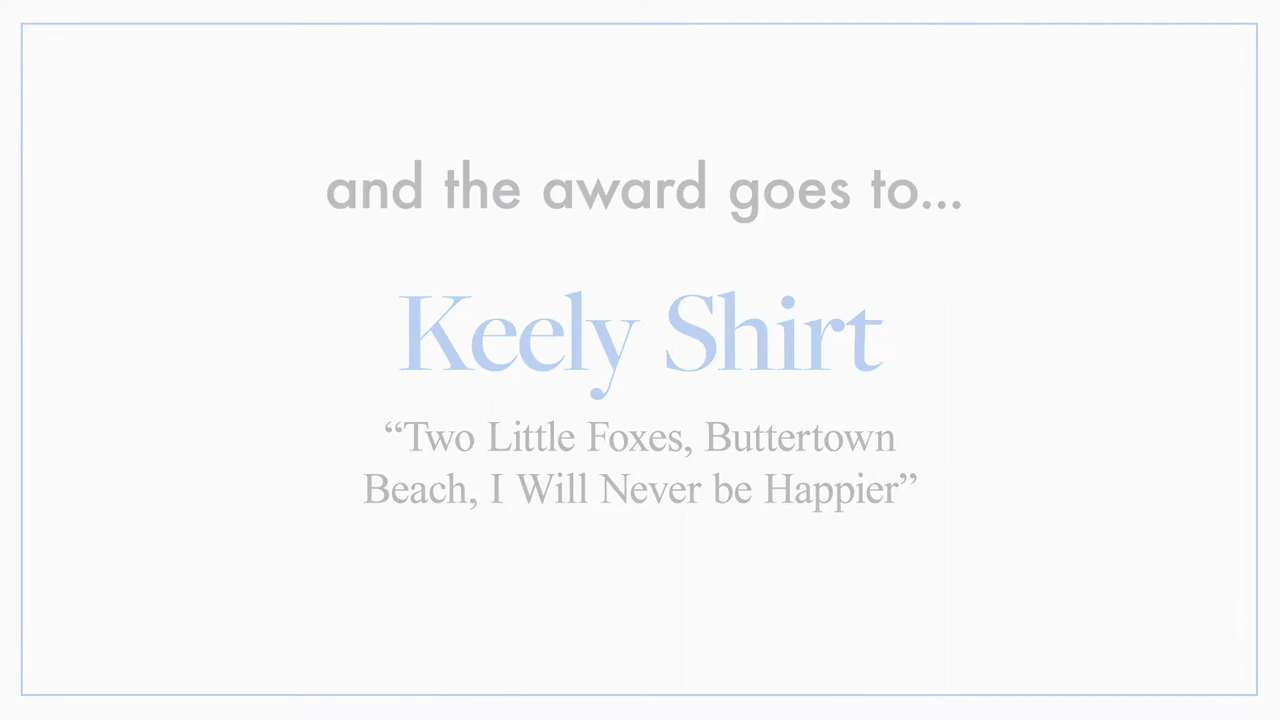 and the award goes to...
Keely Shirt
“Two Little Foxes, Buttertown
Beach, I Will Never be Happier”